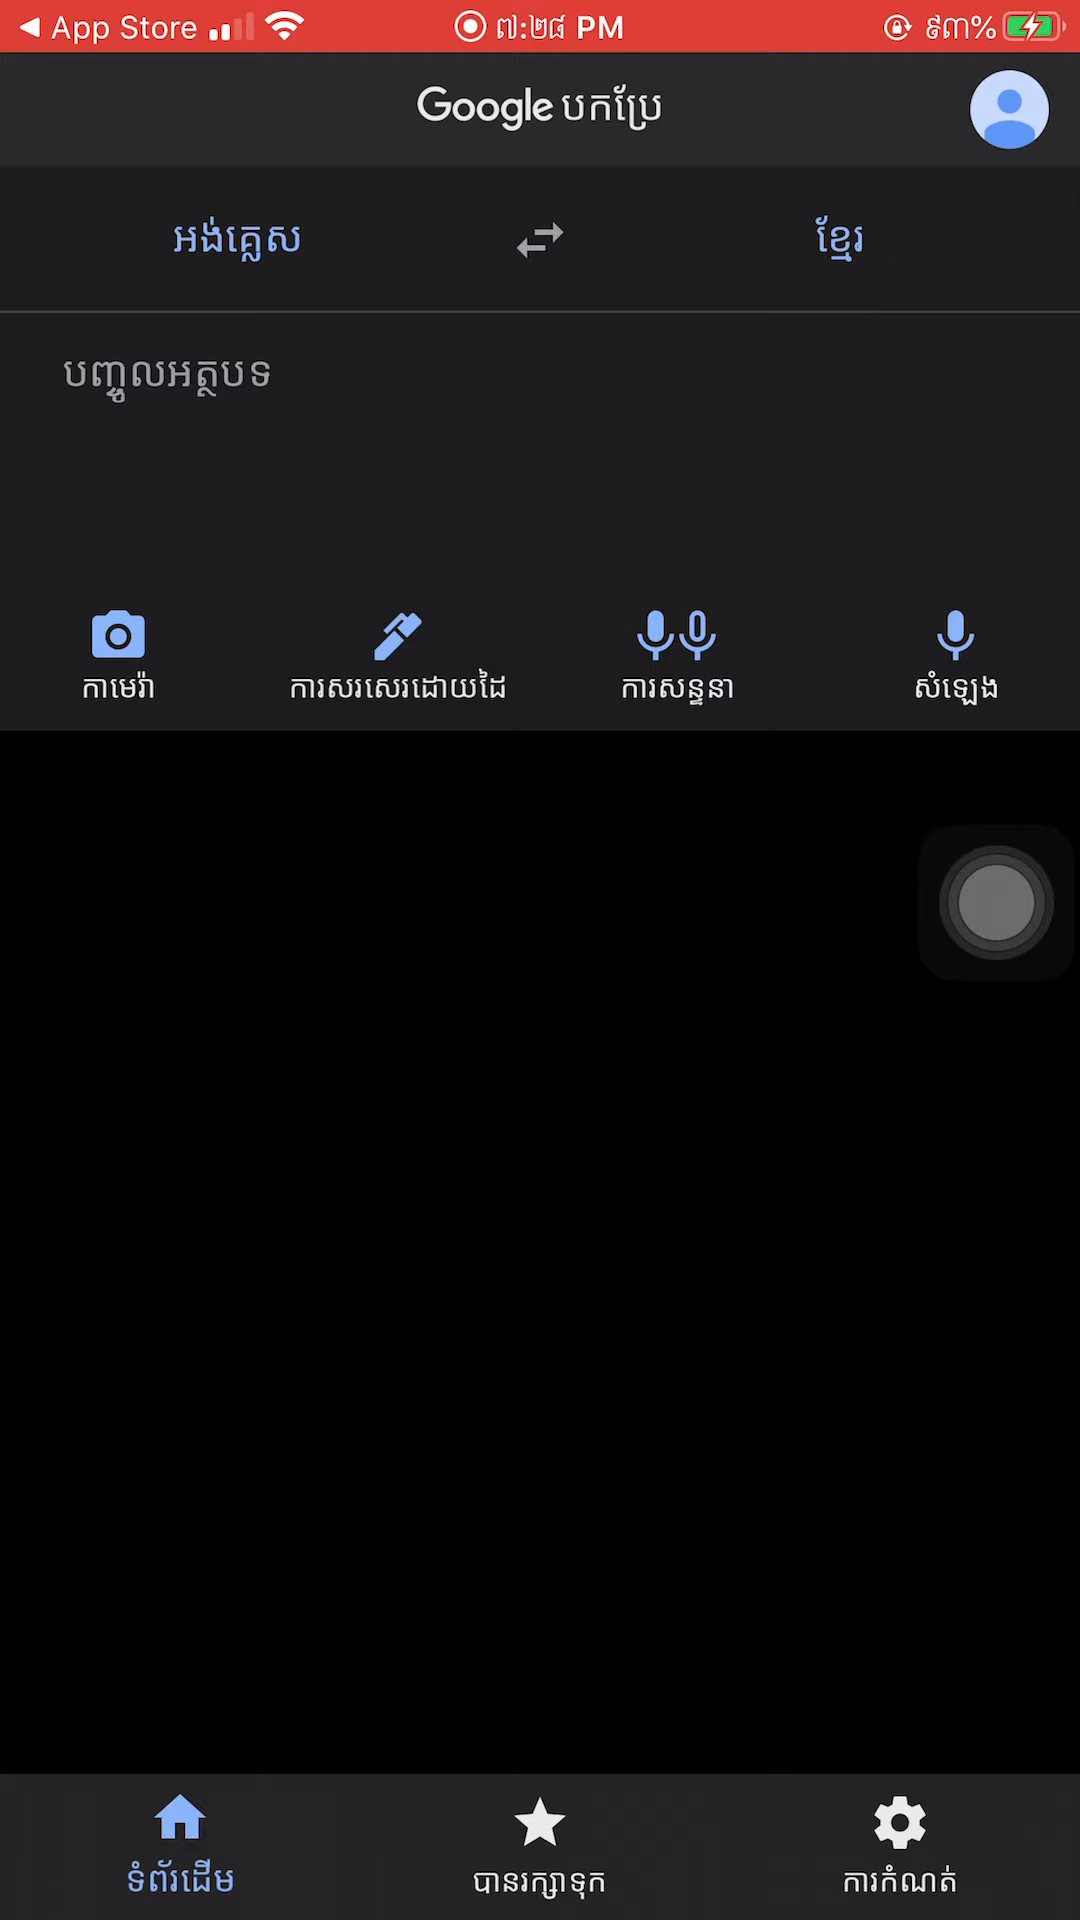 App Store ៧:២៨ PM ៩៣%
Google បកប្រែ
អង់គ្លេស ខ្មែរ
បញ្ចូលអត្ថបទ
កាមេរ៉ា ការសរសេរដោយដៃ ការសន្ទនា សំឡេង
ទំព័រដើម បានរក្សាទុក ការកំណត់